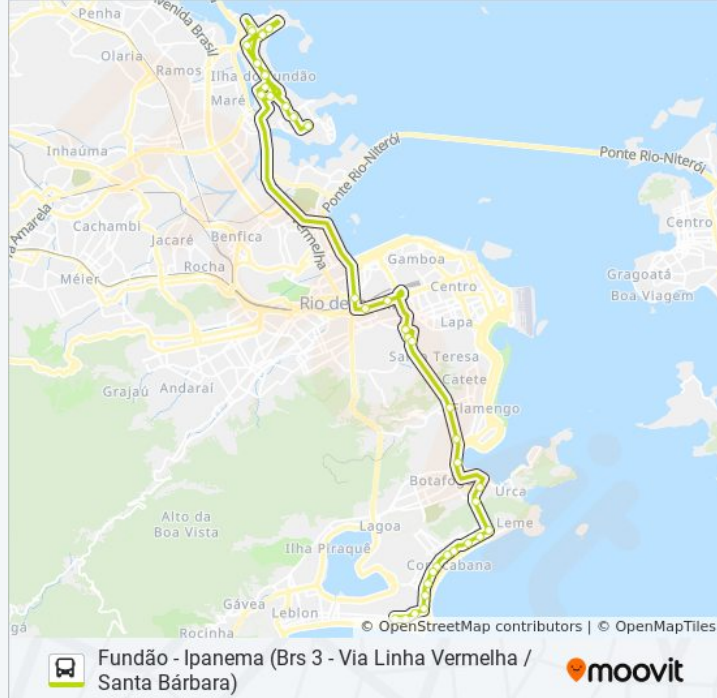 Penha
Avenida Brasil
Olaria
Ramos
Ilha do Fundão
Maré
Inhaúma
Ponte Rio-Niterói
Ponte Rio-Niterói
Amarela
Cachambi
Benfica
Vermelha
Centro
Jacaré
Rocha
Gamboa
Gragoatá
Boa Viagem
Méier
Centro
Rio de
Lapa
Santa Teresa
Catete
Grajaú
Andaraí
Flamengo
Botafo
Urca
Alto da
Boa Vista
Lagoa
Leme
Ilha Piraquê
Copacabana
Gávea
Leblon
Rocinha
© OpenStreetMap contributors | © OpenMapTiles
Fundão - Ipanema (Brs 3 - Via Linha Vermelha /
Santa Bárbara)
moovit